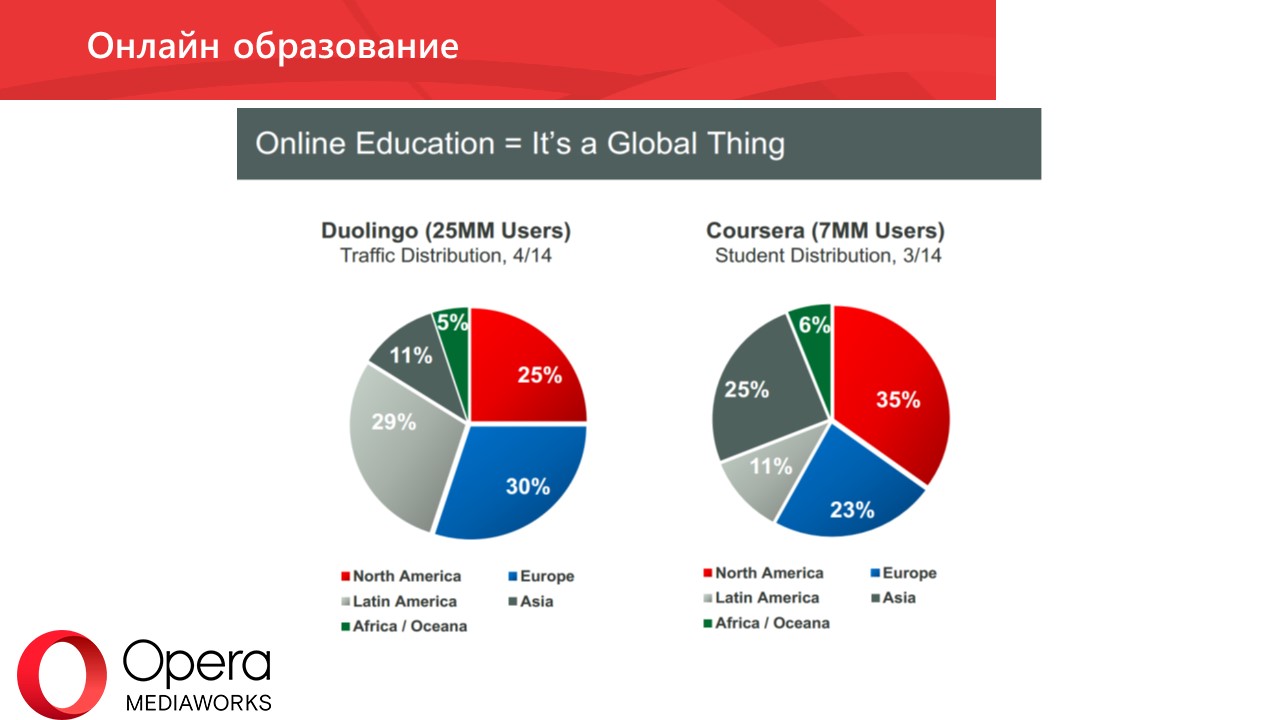 Онлайн образование
Online Education = It's a Global Thing
Duolingo (25MM Users)
Traffic Distribution, 4/14
5%
11%
25%
29%
30%
North America
Europe
Latin America
Asia
Africa / Oceana
Coursera (7MM Users)
Student Distribution, 3/14
6%
25%
35%
11%
23%
North America
Europe
Latin America
Asia
Africa / Oceana
Opera
MEDIAWORKS